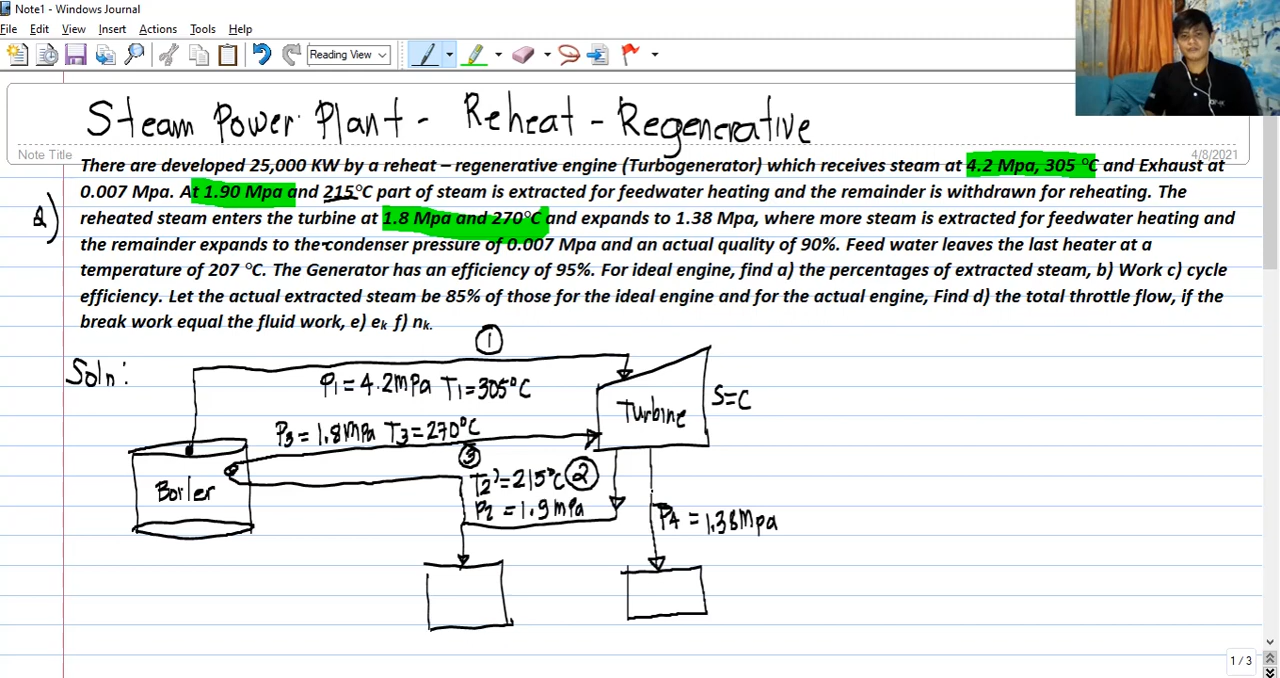 Note1 - Windows Journal
File Edit View Insert Actions Tools Help
Reading View
Steam Power Plant - Reheat - Regenerative
Note Title
4/8/2021
2)
There are developed 25,000 KW by a reheat – regenertive engine (Turbogenerator) which receives steam at 4.2 Mpa, 305 °C and Exhaust at
0.007 Mpa. At 1.90 Mpa and 215°C part of steam is extracted for feedwater heating and the remainder is withdrawn for reheating. The
reheated steam enters the turbine at 1.8 Mpa and 270°C and expands to 1.38 Mpa, where more steam is extracted for feedwater heating and
the remainder expands to the condenser pressure of 0.007 Mpa and an actual quality of 90%. Feed water leaves the last heater at a
temperature of 207 °C. The Generator has an efficiency of 95%. For ideal engine, find a) the percentages of extracted steam, b) Work c) cycle
efficiency. Let the actual extracted steam be 85% of those for the ideal engine and for the actual engine, Find d) the total throttle flow, if the
break work equal the fluid work, e) ek f) nk.
Soln:
1
P1 = 4.2mPa T1 = 305°C
Turbine
S=C
P3 = 1.8mPa T3 = 270°C
3
Boiler
T2' = 215°C 2
P2 = 1.9mPa
P4 = 1.38mpa
1 / 3